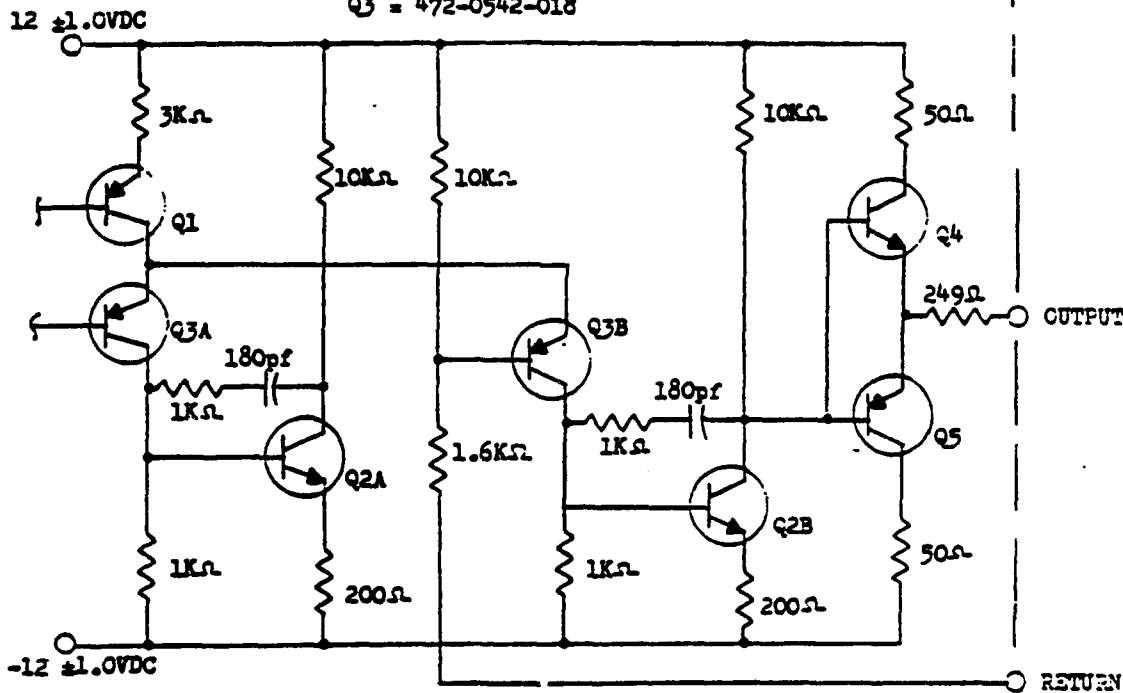 Q3 = 472-0542-018
12 ±1.0VDC
3KΩ
10KΩ
10KΩ
10KΩ
50Ω
Q1
Q4
Q3A
Q3B
249Ω
OUTPUT
180pf
180pf
1KΩ
1KΩ
Q5
Q2A
1.6KΩ
Q2B
1KΩ
200Ω
1KΩ
200Ω
50Ω
-12 ±1.0VDC
RETURN